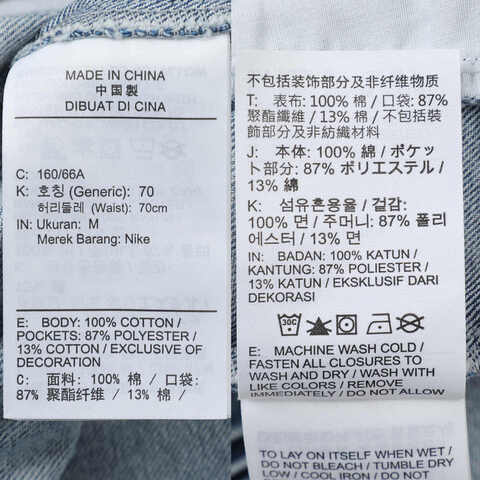 MADE IN CHINA
中国製
DIBUAT DI CINA
C: 160/66A
K: 호칭 (Generic): 70
허리둘레 (Waist): 70cm
IN: Ukuran: M
Merek Barang: Nike
E: BODY: 100% COTTON /
POCKETS: 87% POLYESTER /
13% COTTON / EXCLUSIVE OF
DECORATION
C: 面料: 100% 棉 / 口袋:
87% 聚酯纤维 / 13% 棉 /
不包括装饰部分及非纤维物质
T: 表布: 100% 棉 / 口袋: 87%
聚酯纖維 / 13% 棉 / 不包括裝
飾部分及非紡織材料
J: 本体: 100% 綿 / ポケッ
ト部分: 87% ポリエステル /
13% 綿
K: 섬유혼용율 / 겉감:
100% 면 / 주머니: 87% 폴리
에스터 / 13% 면
IN: BADAN: 100% KATUN /
KANTUNG: 87% POLIESTER /
13% KATUN / EKSKLUSIF DARI
DEKORASI
30C
E: MACHINE WASH COLD /
FASTEN ALL CLOSURES TO
WASH AND DRY / WASH WITH
LIKE COLORS / REMOVE
IMMEDIATELY / DO NOT ALLOW
TO LAY ON ITSELF WHEN WET /
DO NOT BLEACH / TUMBLE DRY
LOW / COOL IRON / DO NOT